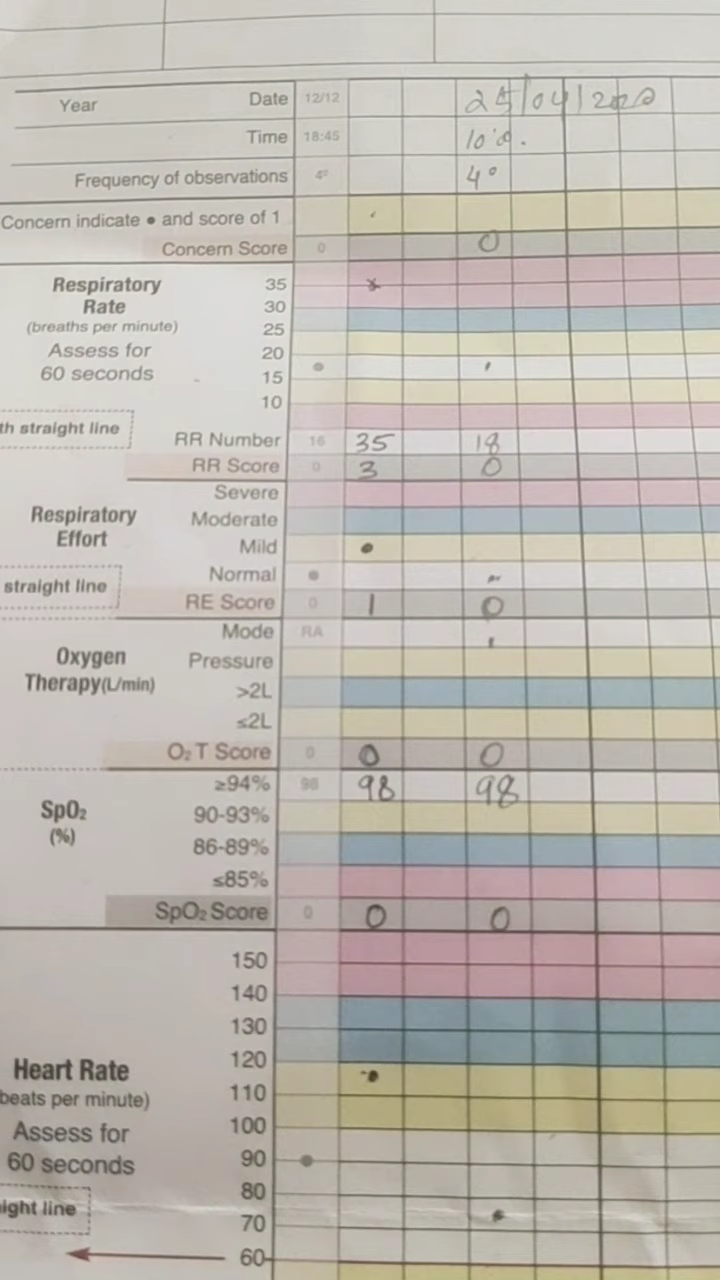 Year Date 12/12 25/04/2020
Time 18:45
Frequency of observations 4° 4°
Concern indicate • and score of 1
Concern Score 0 0
Respiratory 35
Rate 30
(breaths per minute) 25
Assess for 20
60 seconds 15
10
th straight line
RR Number 16 35 18
RR Score 0 3 0
Severe
Respiratory Moderate
Effort Mild
Normal
straight line
RE Score 0 1 0
Mode RA
Oxygen Pressure
Therapy(L/min) >2L
≤2L
O₂ T Score 0 0 0
≥94% 98 98 98
SpO₂ 90-93%
(%) 86-89%
≤85%
SpO₂ Score 0 0 0
150
140
130
120
Heart Rate 110
beats per minute) 100
Assess for 90
60 seconds 80
ight line 70
60